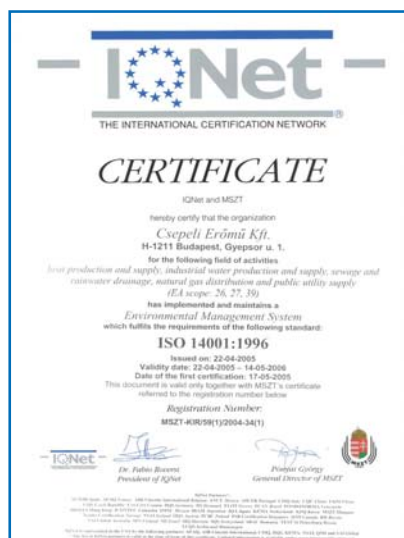 IQNet
®
THE INTERNATIONAL CERTIFICATION NETWORK
CERTIFICATE
IQNet and MSZT
hereby certify that the organization
Csepeli Erőmű Kft.
H-1211 Budapest, Gyepsor u. 1.
for the following field of activities
heat production and supply, industrial water production and supply, sewage and
rainwater drainage, natural gas distribution and public utility supply
(EA scope: 26, 27, 39)
has implemented and maintains a
Environmental Management System
which fulfils the requirements of the following standard:
ISO 14001:1996
Issued on: 22-04-2005
Validity date: 22-04-2005 – 14-05-2006
Date of the first certification: 17-05-2005
This document is valid only together with MSZT's certificate
referred to the registration number below
Registration Number:
MSZT-KIR/59(1)/2004-34(1)
IQNet
MSZT
Dr. Fabio Roversi
President of IQNet
Pónyai György
General Director of MSZT
IQNet Partners*: